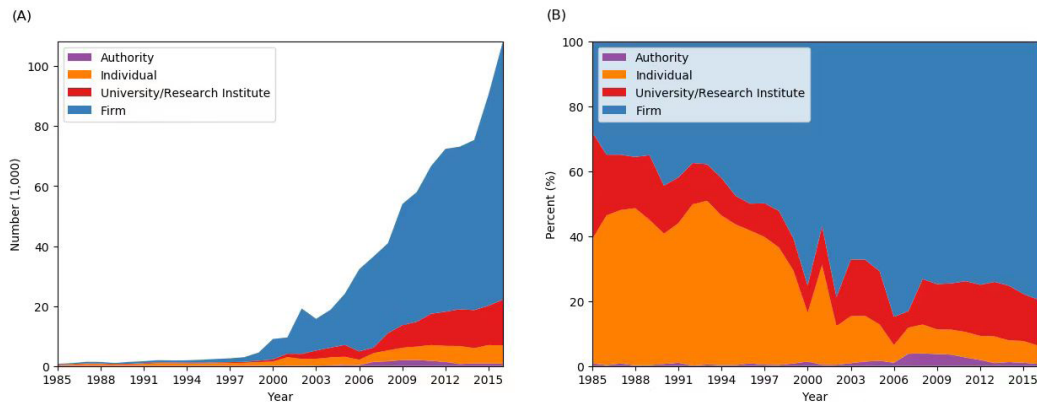 (A)
Authority
Individual
University/Research Institute
Firm
100
80
60
40
20
0
Number (1,000)
1985 1988 1991 1994 1997 2000 2003 2006 2009 2012 2015
Year
(B)
Authority
Individual
University/Research Institute
Firm
100
80
60
40
20
0
Percent (%)
1985 1988 1991 1994 1997 2000 2003 2006 2009 2012 2015
Year